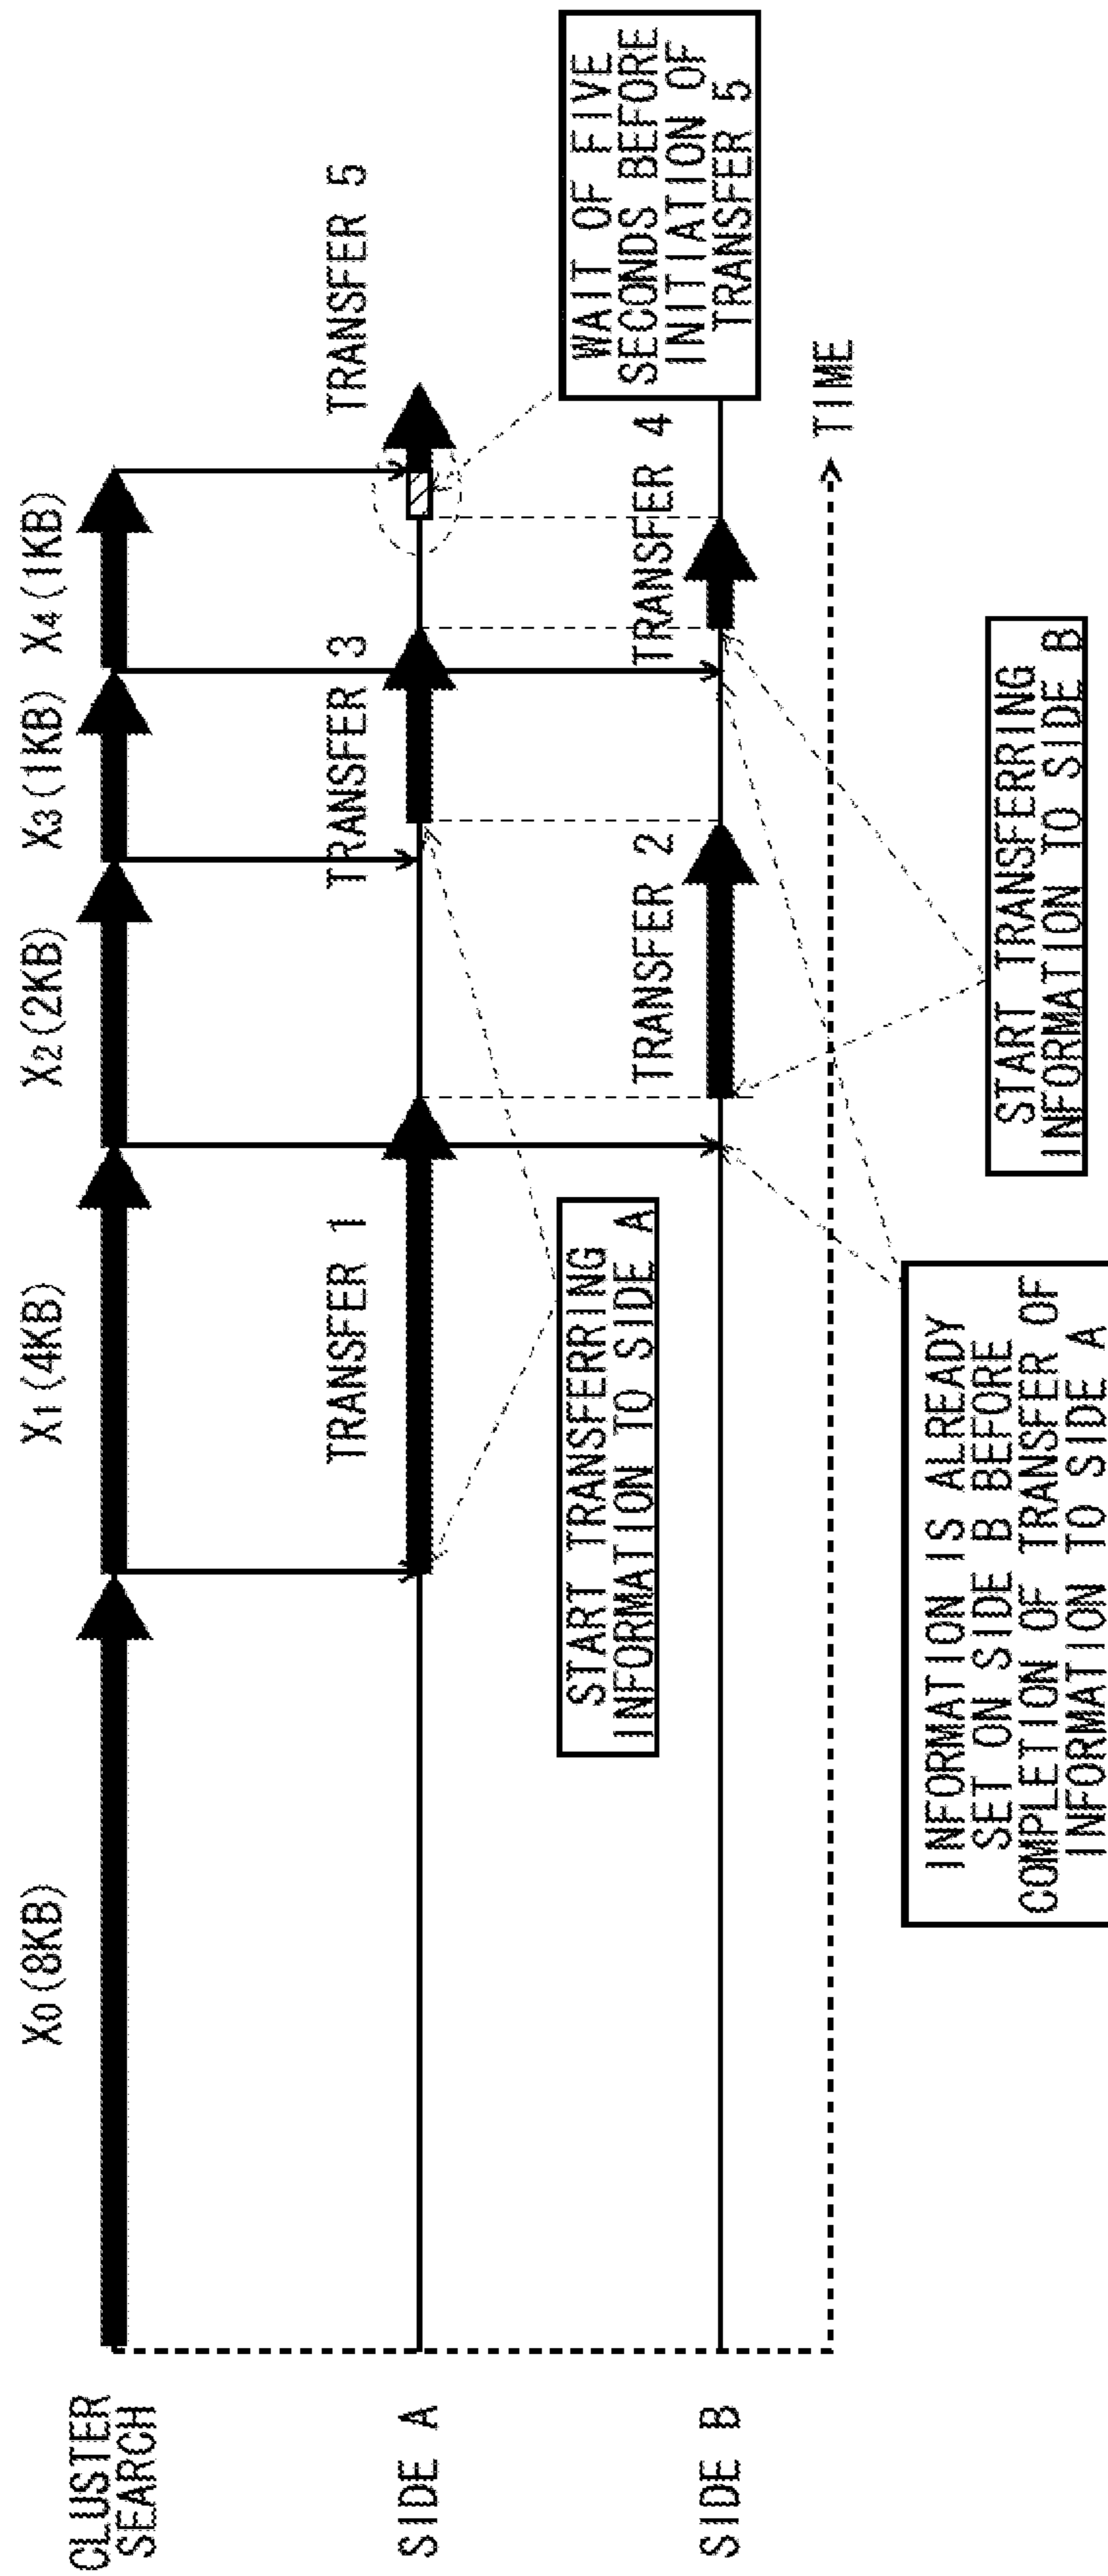 CLUSTER
SEARCH
X0(8KB)
X1(4KB)
X2(2KB)
X3(1KB)
X4(1KB)
SIDE A
TRANSFER 1
TRANSFER 3
TRANSFER 5
START TRANSFERRING
INFORMATION TO SIDE A
WAIT OF FIVE
SECONDS BEFORE
INITIATION OF
TRANSFER 5
SIDE B
TRANSFER 2
TRANSFER 4
TIME
INFORMATION IS ALREADY
SET ON SIDE B BEFORE
COMPLETION OF TRANSFER OF
INFORMATION TO SIDE A
START TRANSFERRING
INFORMATION TO SIDE B